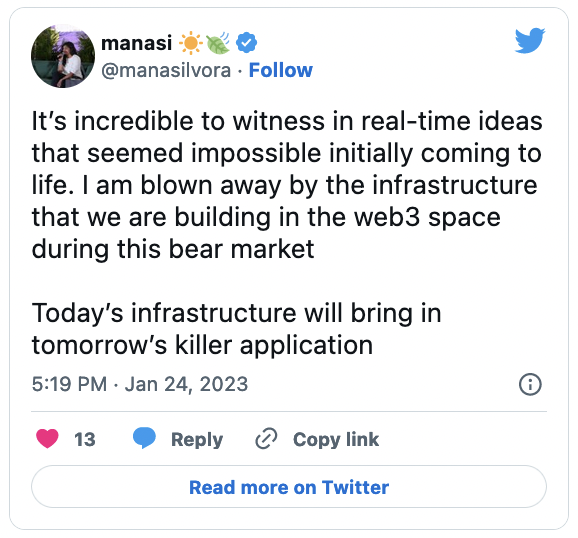 manasi
@manasilvora · Follow
It’s incredible to witness in real-time ideas
that seemed impossible initially coming to
life. I am blown away by the infrastructure
that we are building in the web3 space
during this bear market
Today’s infrastructure will bring in
tomorrow’s killer application
5:19 PM · Jan 24, 2023
13 Reply Copy link
Read more on Twitter